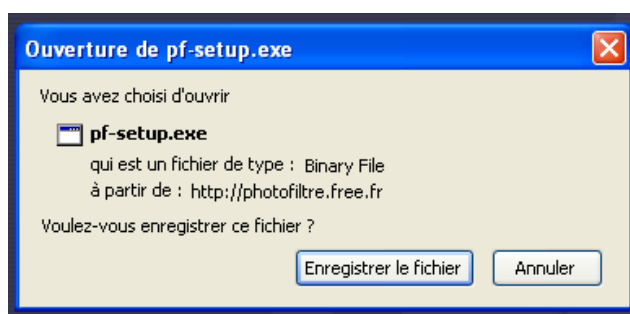 Ouverture de pf-setup.exe
Vous avez choisi d'ouvrir
pf-setup.exe
qui est un fichier de type : Binary File
à partir de : http://photofiltre.free.fr
Voulez-vous enregistrer ce fichier ?
Enregistrer le fichier Annuler